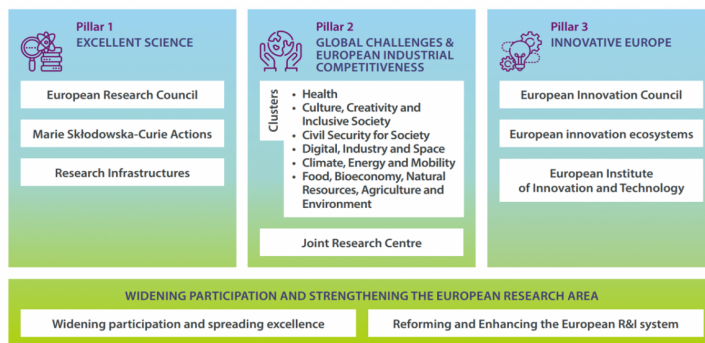 Pillar 1
EXCELLENT SCIENCE
European Research Council
Marie Skłodowska-Curie Actions
Research Infrastructures
Pillar 2
GLOBAL CHALLENGES &
EUROPEAN INDUSTRIAL
COMPETITIVENESS
Clusters
• Health
• Culture, Creativity and
Inclusive Society
• Civil Security for Society
• Digital, Industry and Space
• Climate, Energy and Mobility
• Food, Bioeconomy, Natural
Resources, Agriculture and
Environment
Joint Research Centre
Pillar 3
INNOVATIVE EUROPE
European Innovation Council
European innovation ecosystems
European Institute
of Innovation and Technology
WIDENING PARTICIPATION AND STRENGTHENING THE EUROPEAN RESEARCH AREA
Widening participation and spreading excellence
Reforming and Enhancing the European R&I system